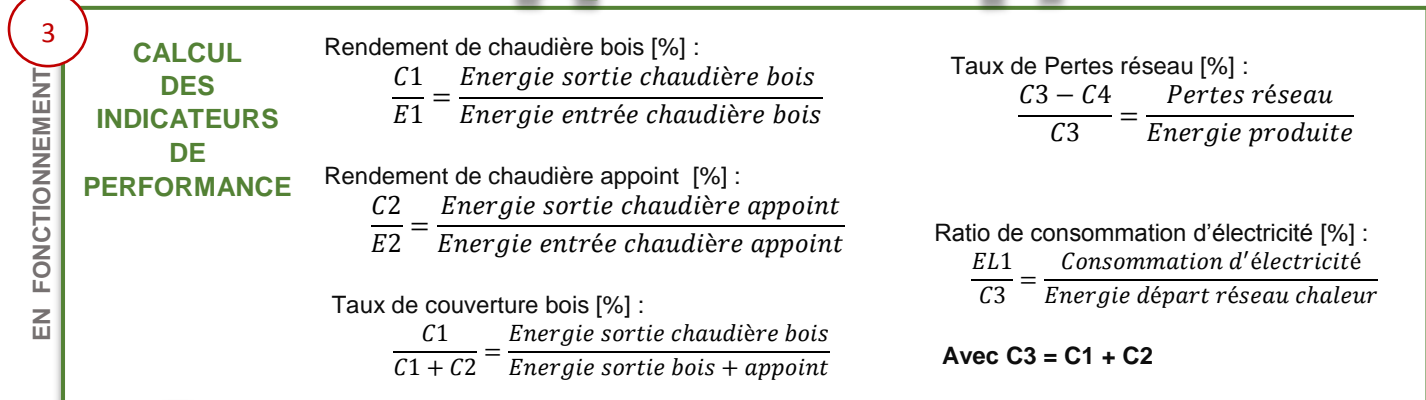 3
EN FONCTIONNEMENT
CALCUL
DES
INDICATEURS
DE
PERFORMANCE
Rendement de chaudière bois [%] :
C1/E1 = Energie sortie chaudière bois/Energie entrée chaudière bois
Rendement de chaudière appoint [%] :
C2/E2 = Energie sortie chaudière appoint/Energie entrée chaudière appoint
Taux de couverture bois [%] :
C1/C1 + C2 = Energie sortie chaudière bois/Energie sortie bois + appoint
Taux de Pertes réseau [%] :
C3 − C4/C3 = Pertes réseau/Energie produite
Ratio de consommation d’électricité [%] :
EL1/C3 = Consommation d'électricité/Energie départ réseau chaleur
Avec C3 = C1 + C2